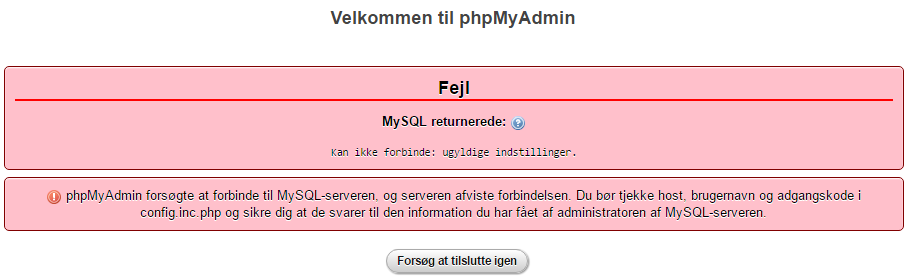 Velkommen til phpMyAdmin
Fejl
MySQL returnerede:
Kan ikke forbinde: ugyldige indstillinger.
phpMyAdmin forsøgte at forbinde til MySQL-serveren, og serveren afviste forbindelsen. Du bør tjekke host, brugernavn og adgangskode i
config.inc.php og sikre dig at de svarer til den information du har fået af administratoren af MySQL-serveren.
Forsøg at tilslutte igen